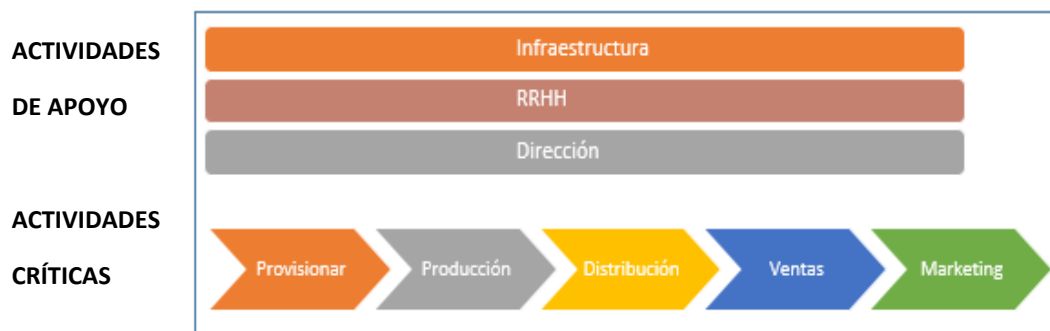 ACTIVIDADES
DE APOYO
Infraestructura
RRHH
Dirección
ACTIVIDADES
CRÍTICAS
Provisionar
Producción
Distribución
Ventas
Marketing